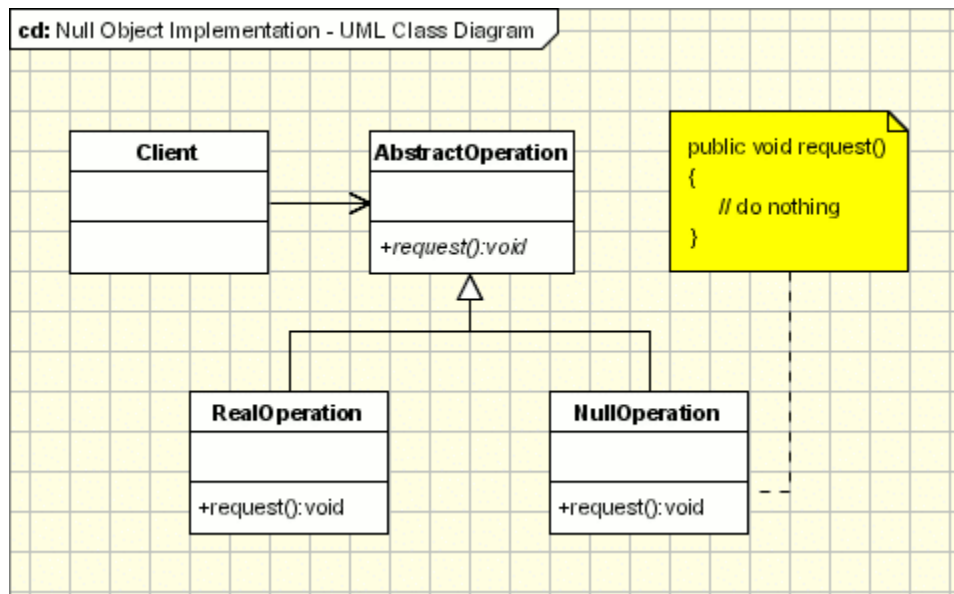 cd: Null Object Implementation - UML Class Diagram
Client
AbstractOperation
+request():void
public void request()
{
// do nothing
}
RealOperation
+request():void
NullOperation
+request():void